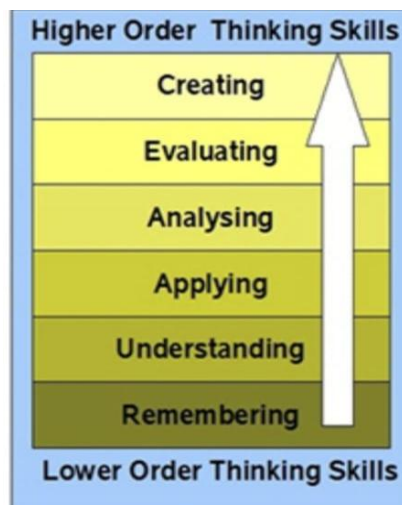 Higher Order Thinking Skills
Creating
Evaluating
Analysing
Applying
Understanding
Remembering
Lower Order Thinking Skills